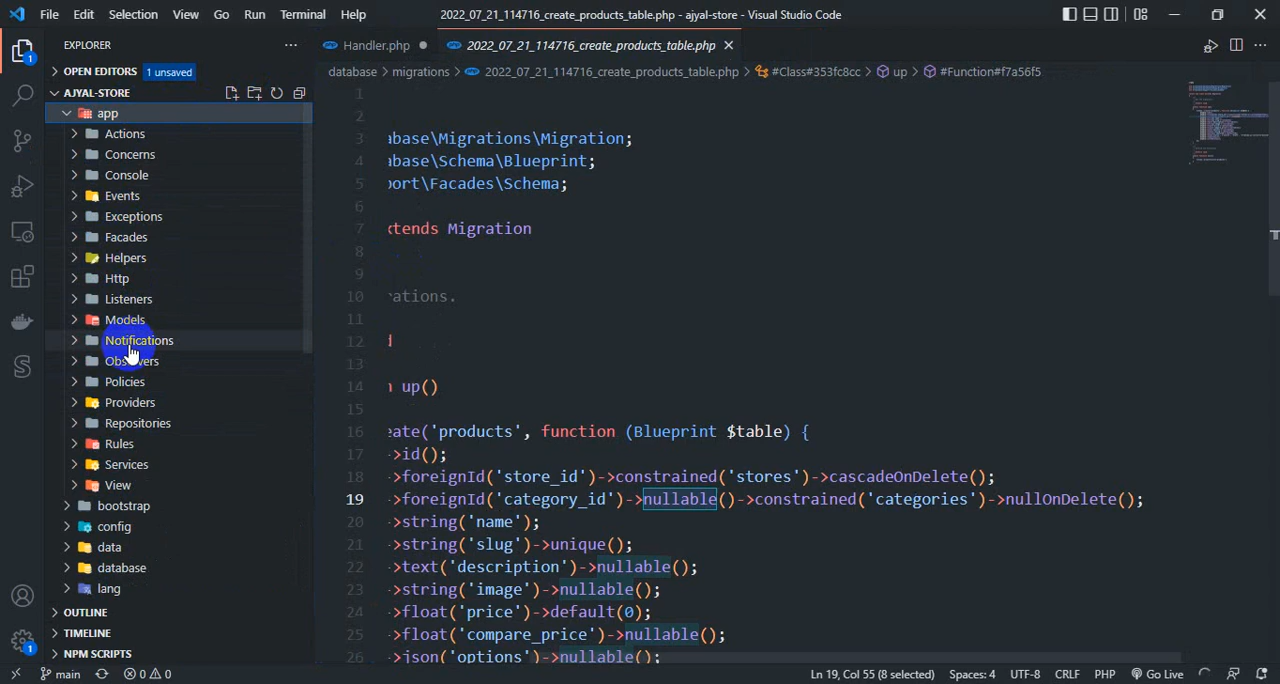 File Edit Selection View Go Run Terminal Help
2022_07_21_114716_create_products_table.php - ajyal-store - Visual Studio Code
EXPLORER
OPEN EDITORS 1 unsaved
AJYAL-STORE
app
Actions
Concerns
Console
Events
Exceptions
Facades
Helpers
Http
Listeners
Models
Notifications
Observers
Policies
Providers
Repositories
Rules
Services
View
bootstrap
config
data
database
lang
OUTLINE
TIMELINE
NPM SCRIPTS
Handler.php
2022_07_21_114716_create_products_table.php
database > migrations > 2022_07_21_114716_create_products_table.php > #Class#353fc8cc > up > #Function#f7a56f5
1
2
3 abase\Migrations\Migration;
4 abase\Schema\Blueprint;
5 port\Facades\Schema;
6
7 xtends Migration
8
9
10 rations.
11
12 d
13
14 n up()
15
16 eate('products', function (Blueprint $table) {
17 ->id();
18 ->foreignId('store_id')->constrained('stores')->cascadeOnDelete();
19 ->foreignId('category_id')->nullable()->constrained('categories')->nullOnDelete();
20 ->string('name');
21 ->string('slug')->unique();
22 ->text('description')->nullable();
23 ->string('image')->nullable();
24 ->float('price')->default(0);
25 ->float('compare_price')->nullable();
26 ->json('options')->nullable();
main 0 0
Ln 19, Col 55 (8 selected) Spaces: 4 UTF-8 CRLF PHP Go Live
1
1